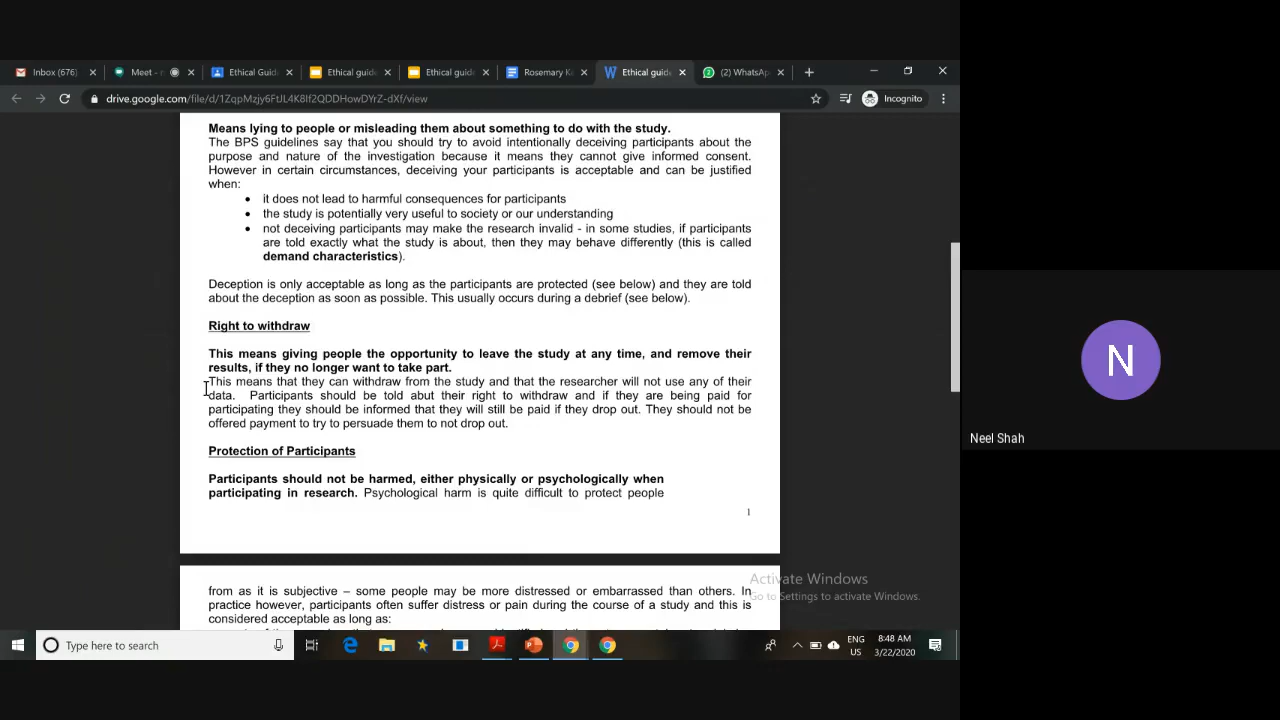 Inbox (676)
Meet - r
Ethical Guid
Ethical guid
Ethical guid
Rosemary Ke
Ethical guid
(2) WhatsAp
drive.google.com/file/d/1ZqpMzjy6FtJL4K8If2QDDHowDYrZ-dXf/view
Incognito
Means lying to people or misleading them about something to do with the study.
The BPS guidelines say that you should try to avoid intentionally deceiving participants about the
purpose and nature of the investigation because it means they cannot give informed consent.
However in certain circumstances, deceiving your participants is acceptable and can be justified
when:
• it does not lead to harmful consequences for participants
• the study is potentially very useful to society or our understanding
• not deceiving participants may make the research invalid - in some studies, if participants
are told exactly what the study is about, then they may behave differently (this is called
demand characteristics).
Deception is only acceptable as long as the participants are protected (see below) and they are told
about the deception as soon as possible. This usually occurs during a debrief (see below).
Right to withdraw
This means giving people the opportunity to leave the study at any time, and remove their
results, if they no longer want to take part.
This means that they can withdraw from the study and that the researcher will not use any of their
data. Participants should be told abut their right to withdraw and if they are being paid for
participating they should be informed that they will still be paid if they drop out. They should not be
offered payment to try to persuade them to not drop out.
Protection of Participants
Participants should not be harmed, either physically or psychologically when
participating in research. Psychological harm is quite difficult to protect people
1
from as it is subjective – some people may be more distressed or embarrassed than others. In
practice however, participants often suffer distress or pain during the course of a study and this is
considered acceptable as long as:
Activate Windows
Go to Settings to activate Windows.
N
Neel Shah
Type here to search
ENG
US
8:48 AM
3/22/2020